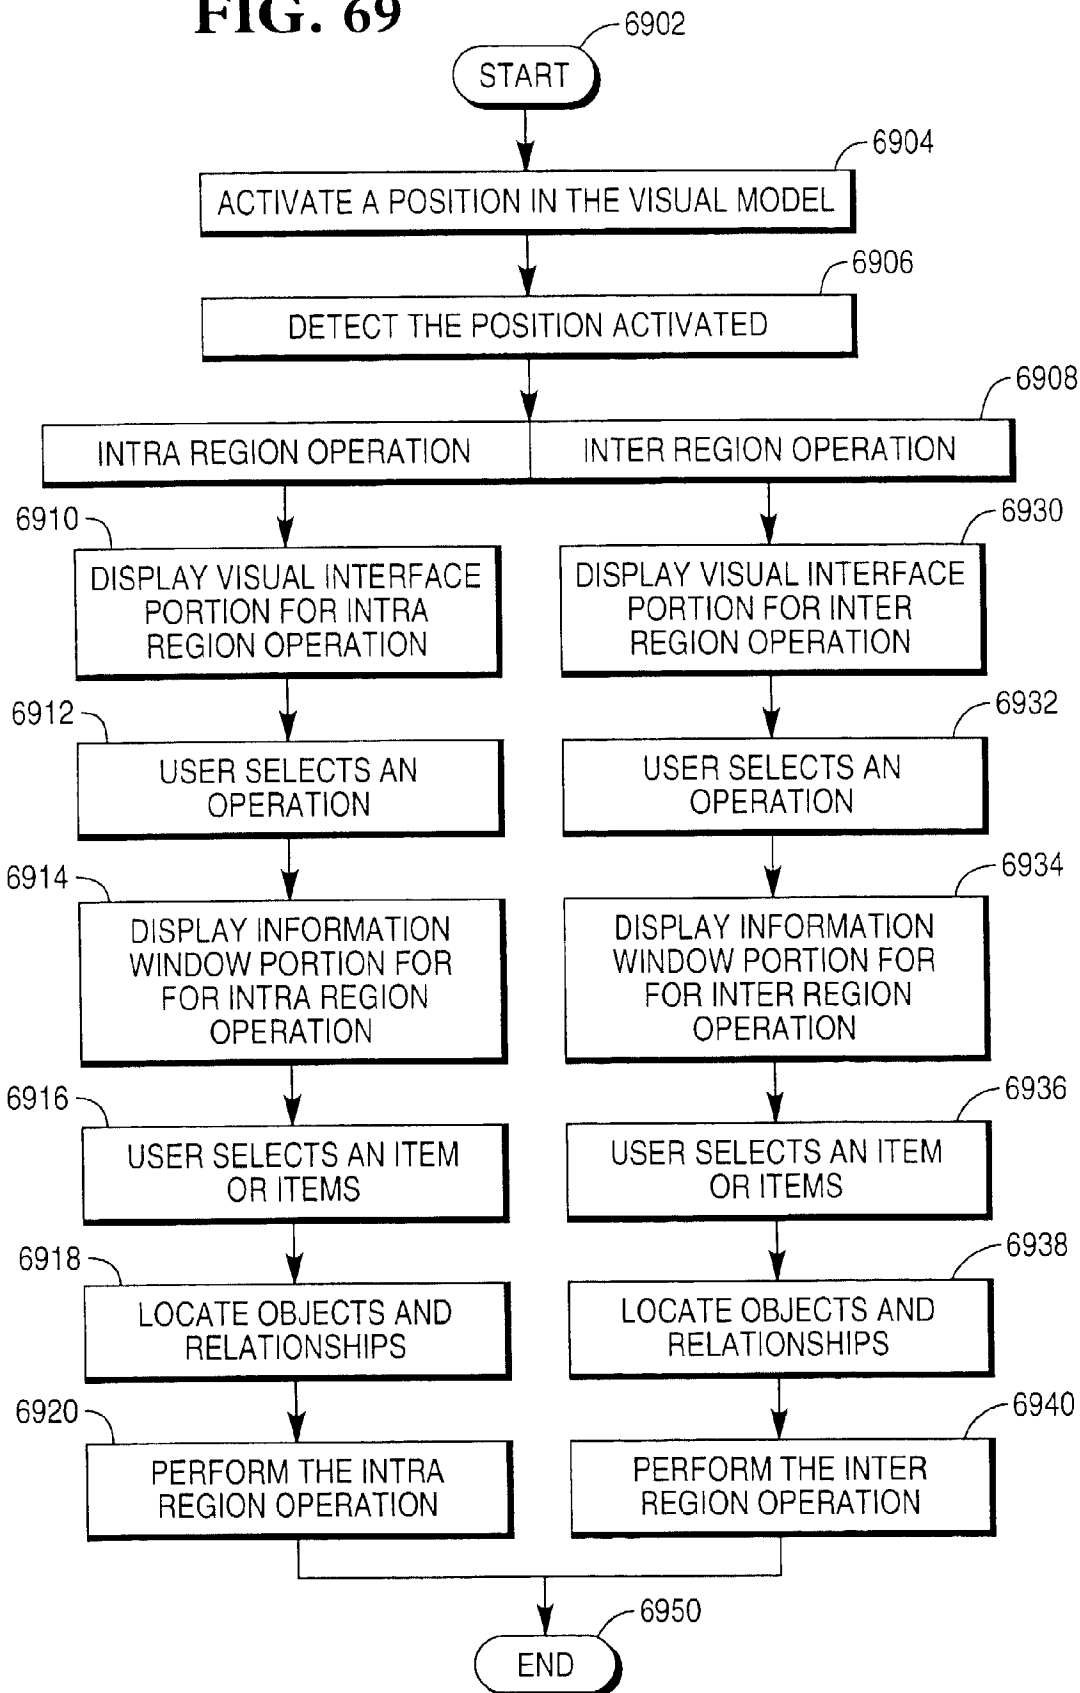 FIG. 69
6902
START
6904
ACTIVATE A POSITION IN THE VISUAL MODEL
6906
DETECT THE POSITION ACTIVATED
6908
INTRA REGION OPERATION
INTER REGION OPERATION
6910
DISPLAY VISUAL INTERFACE
PORTION FOR INTRA
REGION OPERATION
6930
DISPLAY VISUAL INTERFACE
PORTION FOR INTER
REGION OPERATION
6912
USER SELECTS AN
OPERATION
6932
USER SELECTS AN
OPERATION
6914
DISPLAY INFORMATION
WINDOW PORTION FOR
FOR INTRA REGION
OPERATION
6934
DISPLAY INFORMATION
WINDOW PORTION FOR
FOR INTER REGION
OPERATION
6916
USER SELECTS AN ITEM
OR ITEMS
6936
USER SELECTS AN ITEM
OR ITEMS
6918
LOCATE OBJECTS AND
RELATIONSHIPS
6938
LOCATE OBJECTS AND
RELATIONSHIPS
6920
PERFORM THE INTRA
REGION OPERATION
6940
PERFORM THE INTER
REGION OPERATION
6950
END